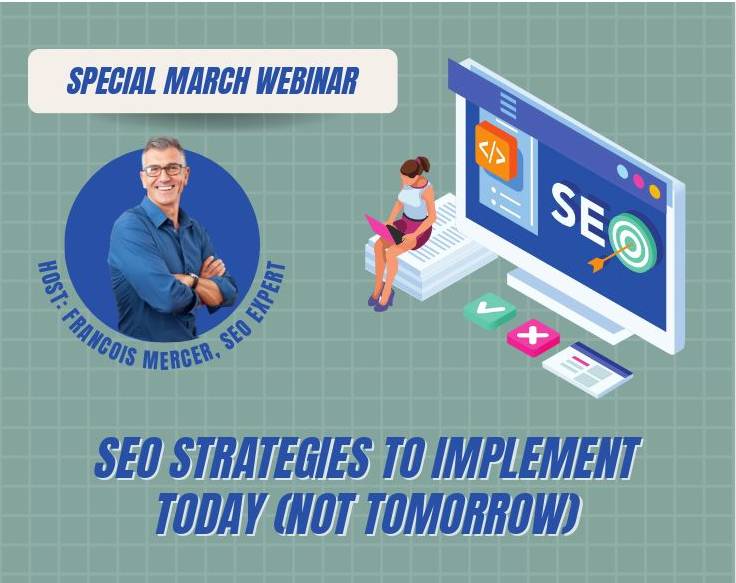 SPECIAL MARCH WEBINAR
HOST: FRANCOIS MERCER, SEO EXPERT
</>
SEO
SEO STRATEGIES TO IMPLEMENT
TODAY (NOT TOMORROW)